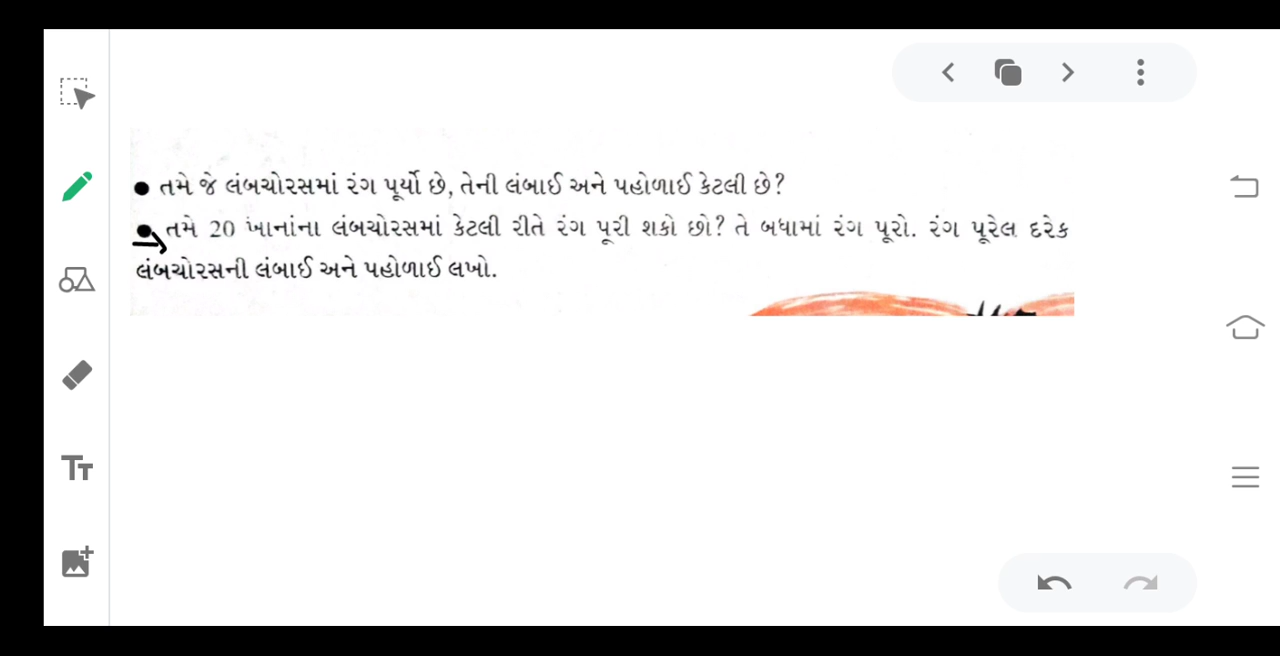 ● તમે જે લંબચોરસમાં રંગ પૂર્યો છે, તેની લંબાઈ અને પહોળાઈ કેટલી છે?
● તમે 20 ખાનાંના લંબચોરસમાં કેટલી રીતે રંગ પૂરી શકો છો? તે બધામાં રંગ પૂરો. રંગ પૂરેલ દરેક
લંબચોરસની લંબાઈ અને પહોળાઈ લખો.
TT